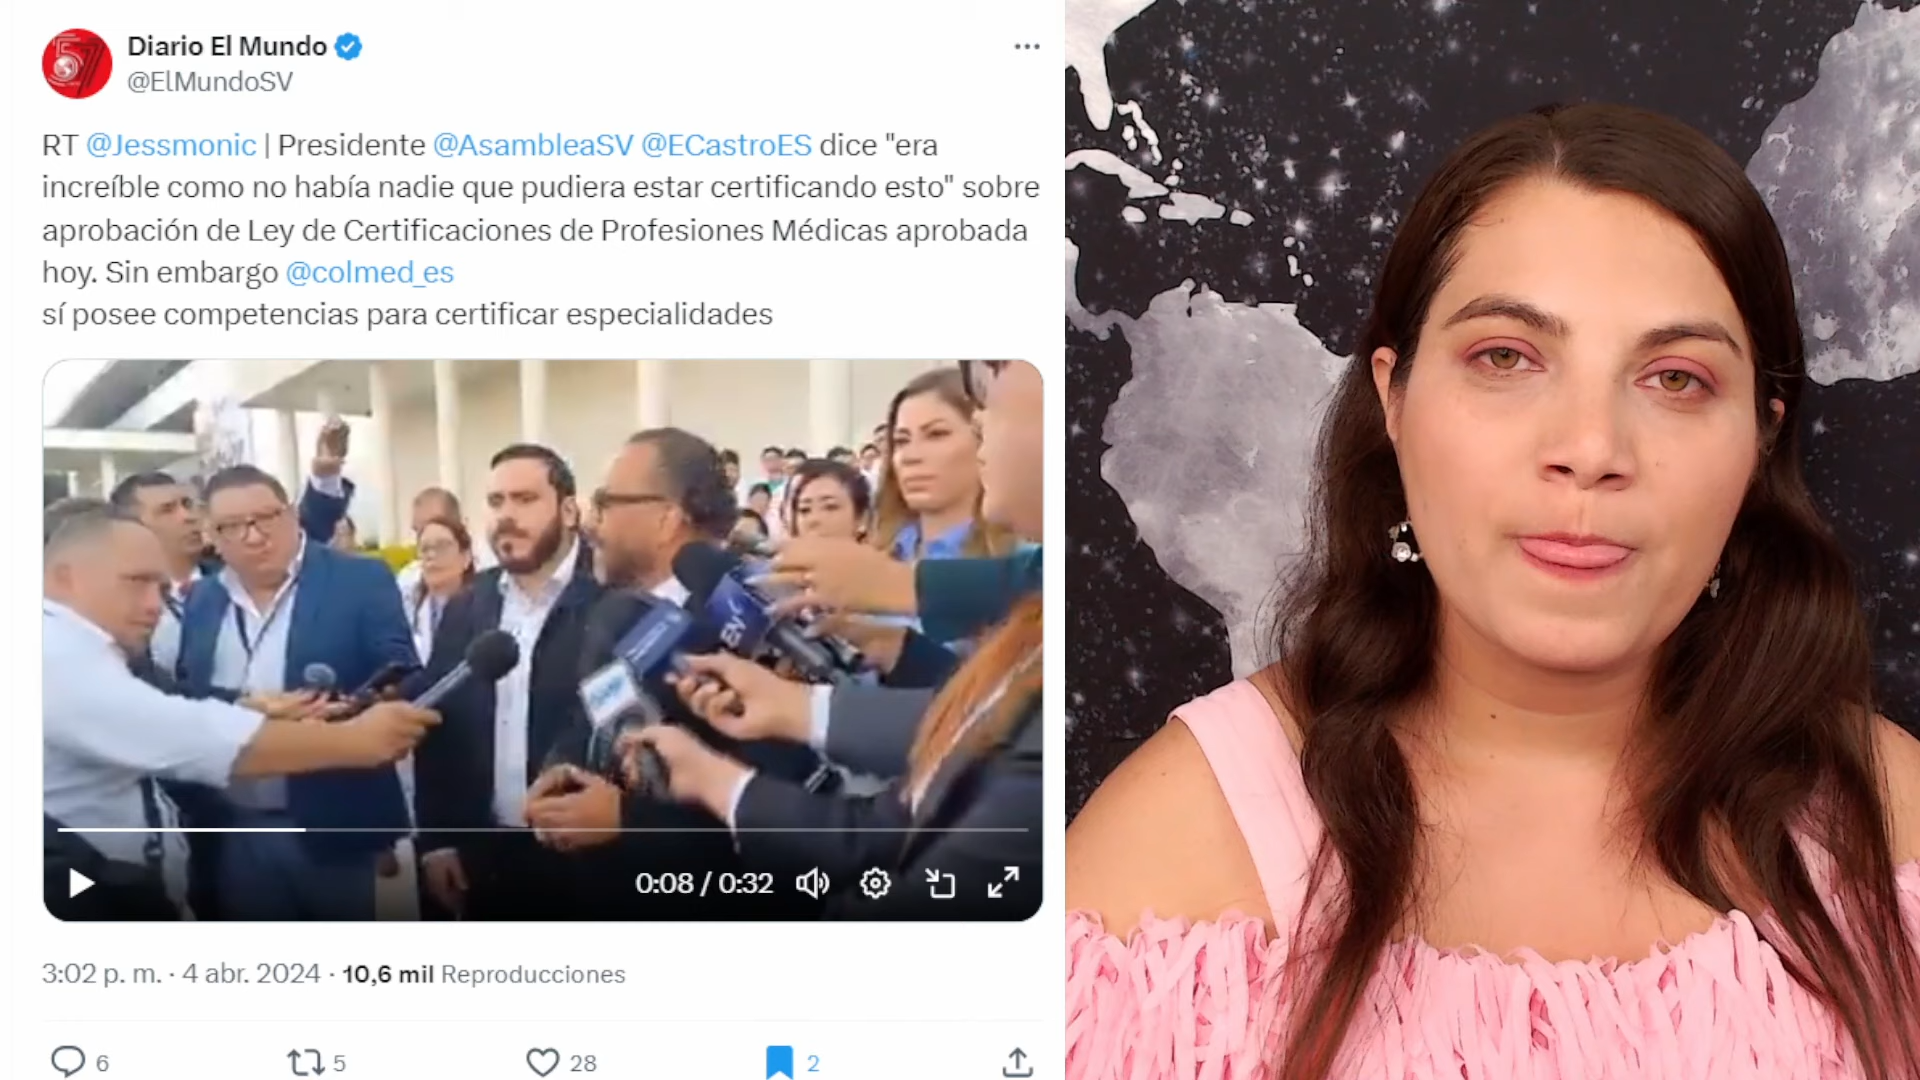 Diario El Mundo
@ElMundoSV
RT @Jessmonic | Presidente @AsambleaSV @ECastroES dice "era
increíble como no había nadie que pudiera estar certificando esto" sobre
aprobación de Ley de Certificaciones de Profesiones Médicas aprobada
hoy. Sin embargo @colmed_es
sí posee competencias para certificar especialidades
0:08 / 0:32
3:02 p. m. · 4 abr. 2024 · 10,6 mil Reproducciones
6 5 28 2